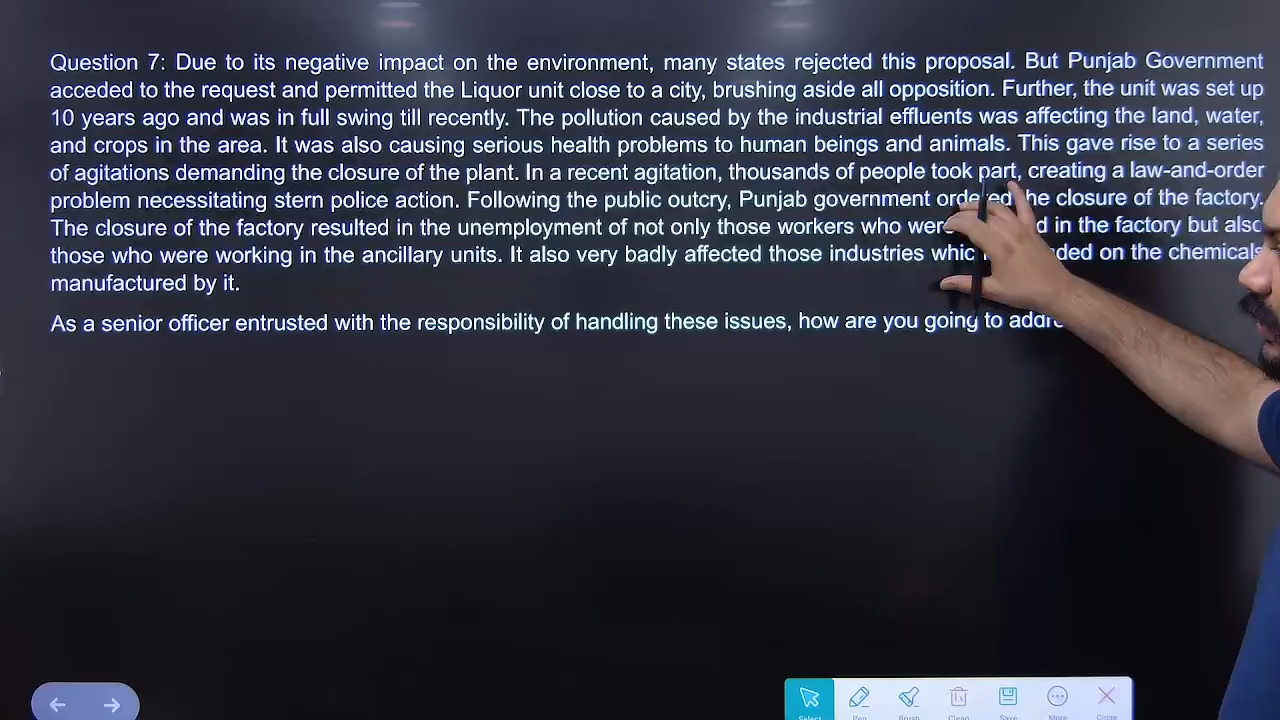 Question 7: Due to its negative impact on the environment, many states rejected this proposal. But Punjab Government
acceded to the request and permitted the Liquor unit close to a city, brushing aside all opposition. Further, the unit was set up
10 years ago and was in full swing till recently. The pollution caused by the industrial effluents was affecting the land, water,
and crops in the area. It was also causing serious health problems to human beings and animals. This gave rise to a series
of agitations demanding the closure of the plant. In a recent agitation, thousands of people took part, creating a law-and-order
problem necessitating stern police action. Following the public outcry, Punjab government ordered the closure of the factory.
The closure of the factory resulted in the unemployment of not only those workers who were in the factory but also
those who were working in the ancillary units. It also very badly affected those industries on the chemicals
manufactured by it.
As a senior officer entrusted with the responsibility of handling these issues, how are you going to
Select
Pen
Brush
Clean
Save
More
Close